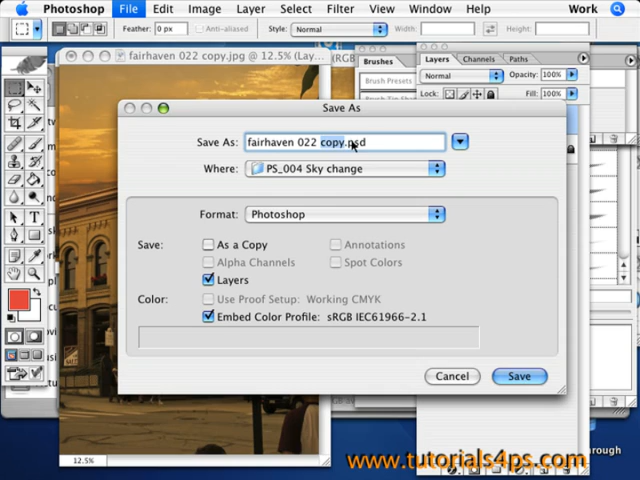 Photoshop File Edit Image Layer Select Filter View Window Work
Feather: 0 px Anti-aliased Style: Normal Width: Height:
fairhaven 022 copy.jpg @ 12.5% (Lay...
Brushes
Brush Presets
Layers Channels Paths
Normal Opacity: 100%
Lock: Fill: 100%
Save As
Save As: fairhaven 022 copy.psd
Where: PS_004 Sky change
Format: Photoshop
Save: As a Copy Annotations
Alpha Channels Spot Colors
Layers
Color: Use Proof Setup: Working CMYK
Embed Color Profile: sRGB IEC61966-2.1
Cancel Save
12.5%
www.tutorials4ps.com